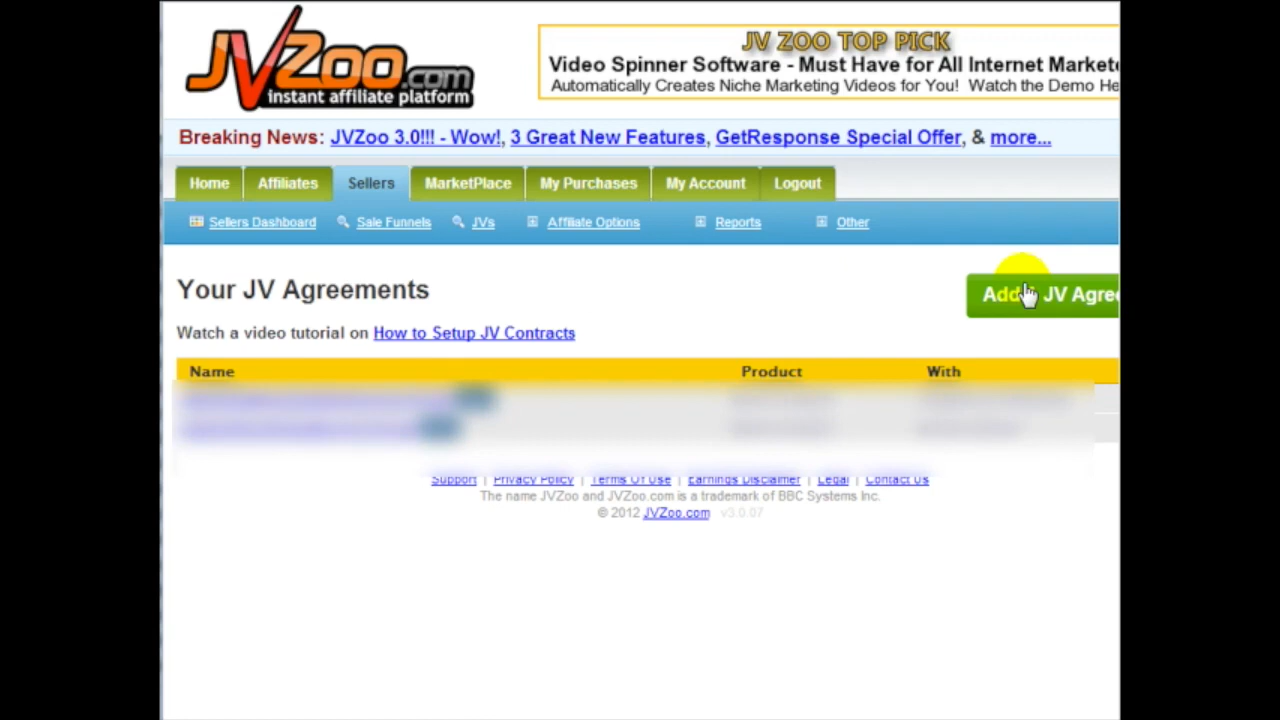 JVZoo.com
instant affiliate platform
JV ZOO TOP PICK
Video Spinner Software - Must Have for All Internet Markete
Automatically Creates Niche Marketing Videos for You! Watch the Demo He
Breaking News: JVZoo 3.0!!! - Wow!, 3 Great New Features, GetResponse Special Offer, & more...
Home Affiliates Sellers MarketPlace My Purchases My Account Logout
Sellers Dashboard Sale Funnels JVs Affiliate Options Reports Other
Your JV Agreements
Add JV Agree
Watch a video tutorial on How to Setup JV Contracts
Name Product With
Support | Privacy Policy | Terms Of Use | Earnings Disclaimer | Legal | Contact Us
The name JVZoo and JVZoo.com is a trademark of BBC Systems Inc.
© 2012 JVZoo.com v3.0.07